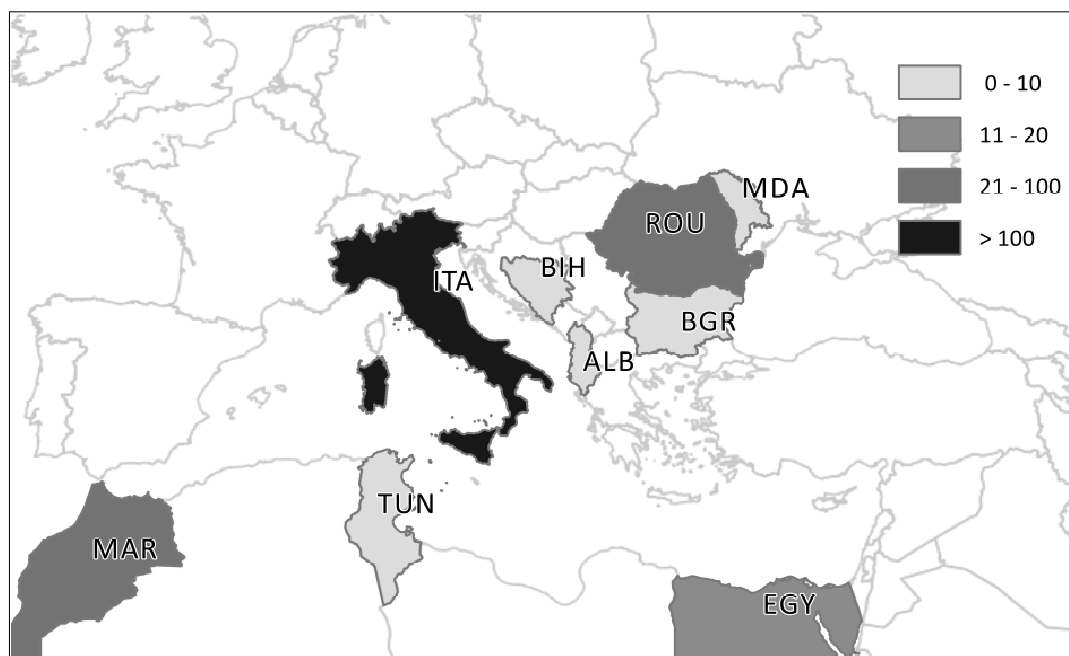 0 - 10
11 - 20
21 - 100
> 100
MDA
ROU
BIH
ITA
BGR
ALB
TUN
MAR
EGY